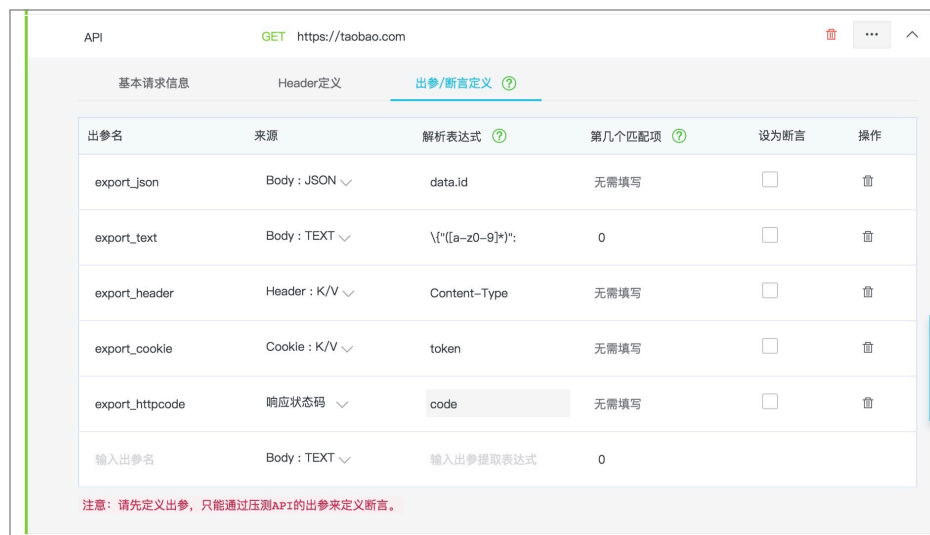 API GET https://taobao.com ···
基本请求信息 Header定义 出参/断言定义 ?
出参名 来源 解析表达式 ? 第几个匹配项 ? 设为断言 操作
export_json Body : JSON data.id 无需填写
export_text Body : TEXT \{"([a-z0-9]*)": 0
export_header Header : K/V Content-Type 无需填写
export_cookie Cookie : K/V token 无需填写
export_httpcode 响应状态码 code 无需填写
输入出参名 Body : TEXT 输入出参提取表达式 0
注意：请先定义出参，只能通过压测API的出参来定义断言。